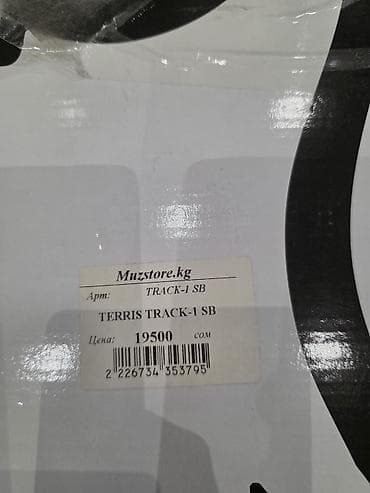 Muzstore.kg
Арт: TRACK-1 SB
TERRIS TRACK-1 SB
Цена: 19500 сом
2 226734 353795